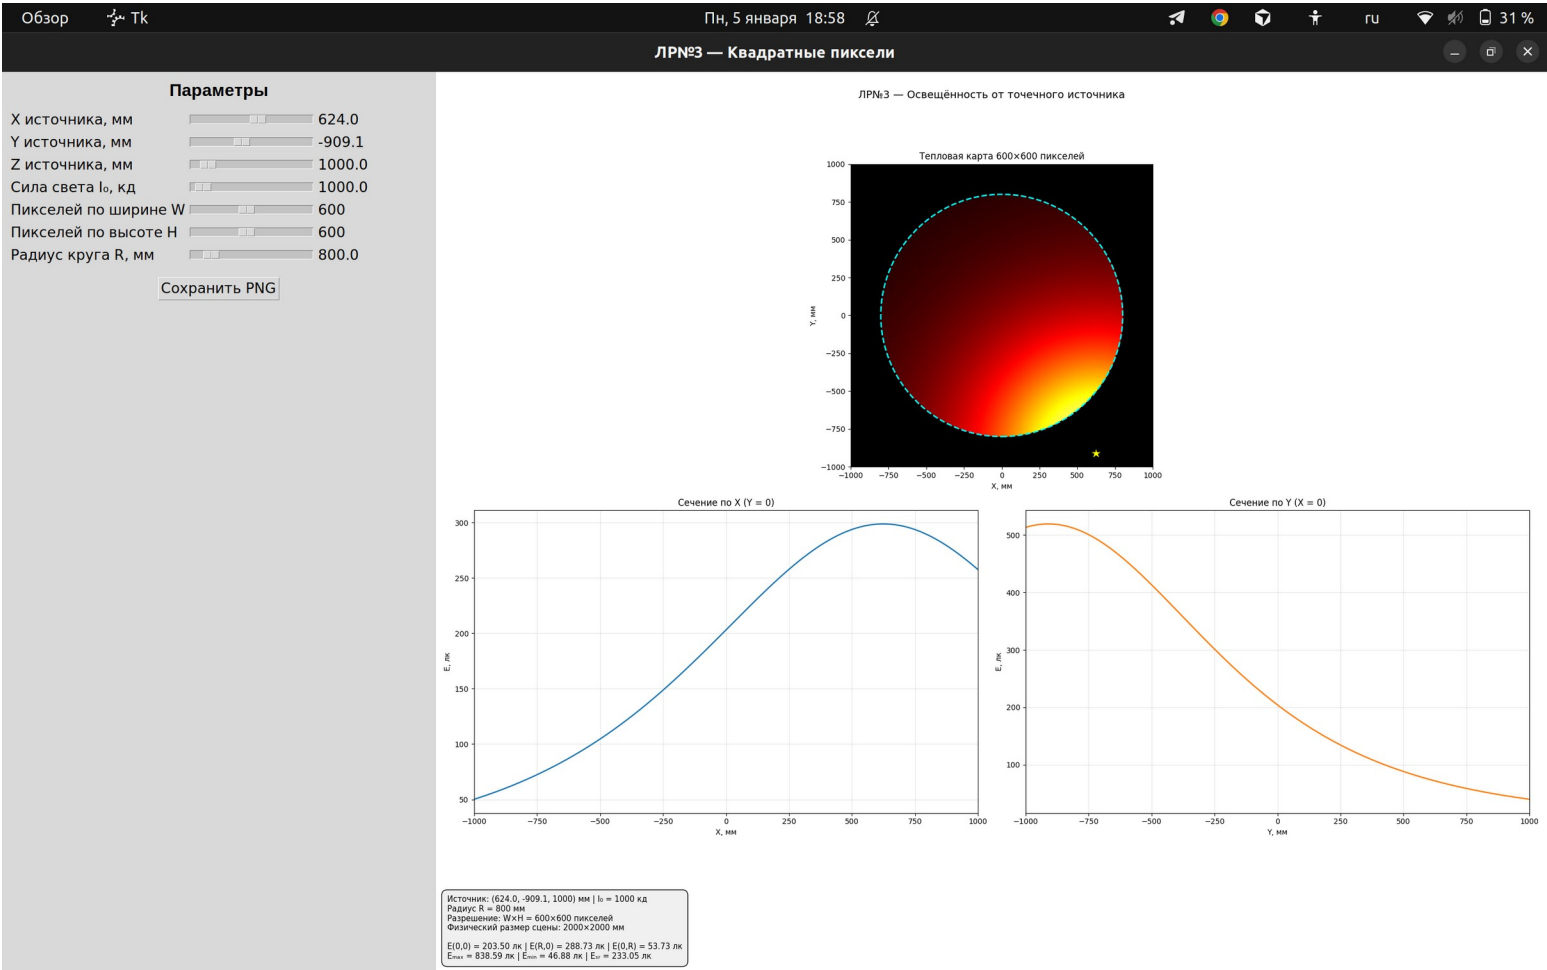 Обзор Tk Пн, 5 января 18:58 ru 31 %
ЛР№3 — Квадратные пиксели
Параметры
X источника, мм 624.0
Y источника, мм -909.1
Z источника, мм 1000.0
Сила света I₀, кд 1000.0
Пикселей по ширине W 600
Пикселей по высоте H 600
Радиус круга R, мм 800.0
Сохранить PNG
ЛР№3 — Освещённость от точечного источника
Тепловая карта 600×600 пикселей
1000
750
500
250
0
−250
−500
−750
−1000
Y, мм
−1000 −750 −500 −250 0 250 500 750 1000
X, мм
Сечение по X (Y = 0)
300
250
200
150
100
50
E, лк
−1000 −750 −500 −250 0 250 500 750 1000
X, мм
Сечение по Y (X = 0)
500
400
300
200
100
E, лк
−1000 −750 −500 −250 0 250 500 750 1000
Y, мм
Источник: (624.0, -909.1, 1000) мм | I₀ = 1000 кд
Радиус R = 800 мм
Разрешение: W×H = 600×600 пикселей
Физический размер сцены: 2000×2000 мм
E(0,0) = 203.50 лк | E(R,0) = 288.73 лк | E(0,R) = 53.73 лк
Eₘₐₓ = 838.59 лк | Eₘᵢₙ = 46.88 лк | Eₛᵣ = 233.05 лк